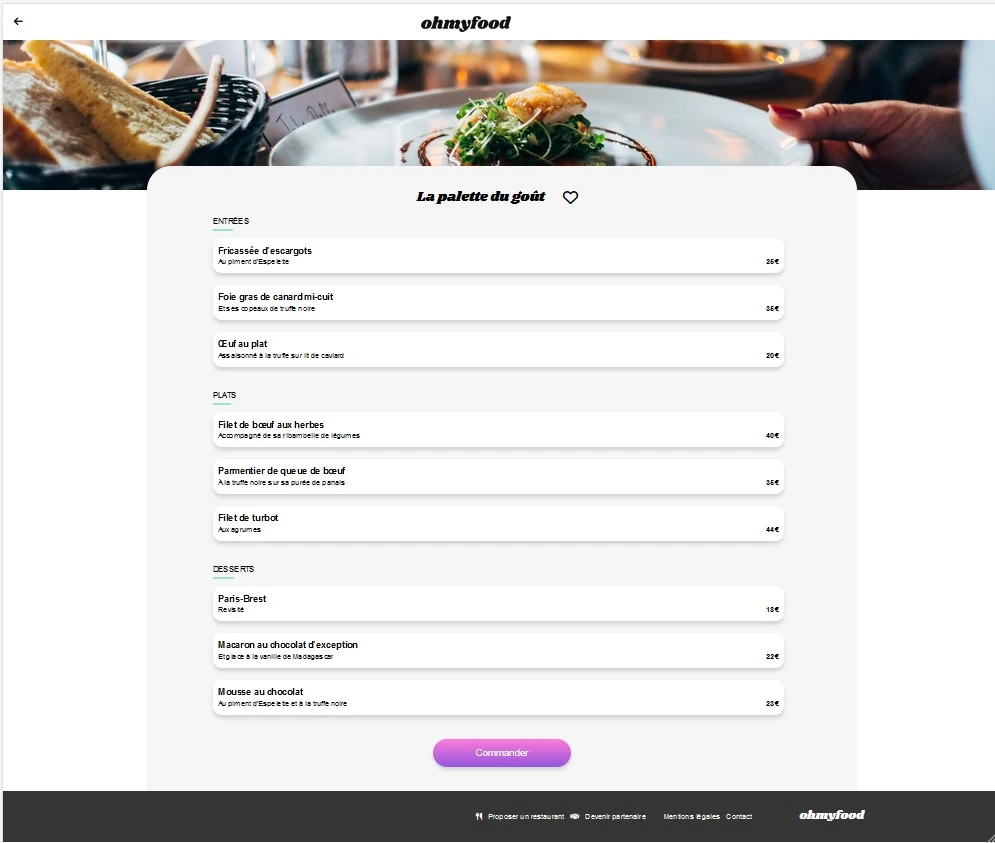 ohmyfood
La palette du goût
ENTRÉES
Fricassée d'escargots
Au piment d'Espelette
25€
Foie gras de canard mi-cuit
Et ses copeaux de truffe noire
35€
Œuf au plat
Assaisonné à la truffe sur lit de caviard
20€
PLATS
Filet de bœuf aux herbes
Accompagné de sa ribambelle de légumes
40€
Parmentier de queue de bœuf
À la truffe noire sur sa purée de panais
35€
Filet de turbot
Aux agrumes
44€
DESSERTS
Paris-Brest
Revisité
18€
Macaron au chocolat d'exception
Et glace à la vanille de Madagascar
22€
Mousse au chocolat
Au piment d'Espelette et à la truffe noire
23€
Commander
Proposer un restaurant Devenir partenaire Mentions légales Contact ohmyfood